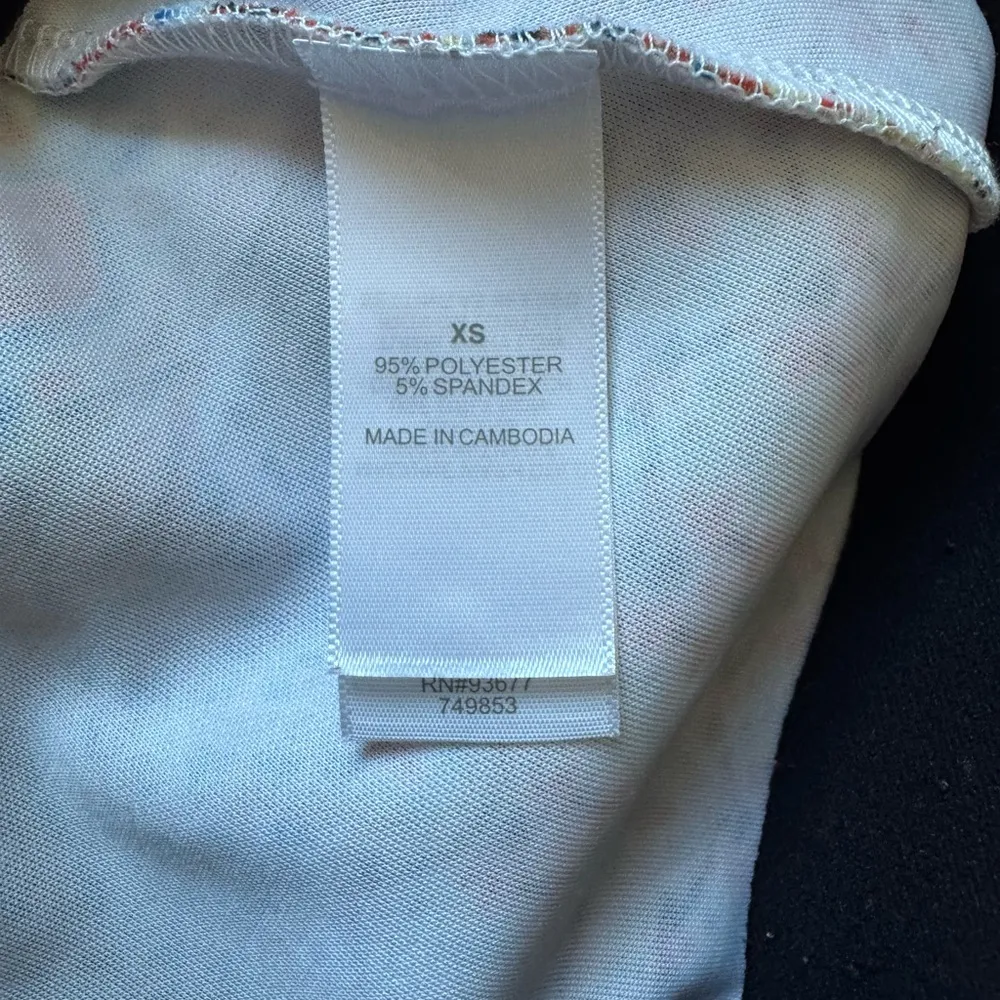 XS
95% POLYESTER
5% SPANDEX
MADE IN CAMBODIA
RN#93677
749853